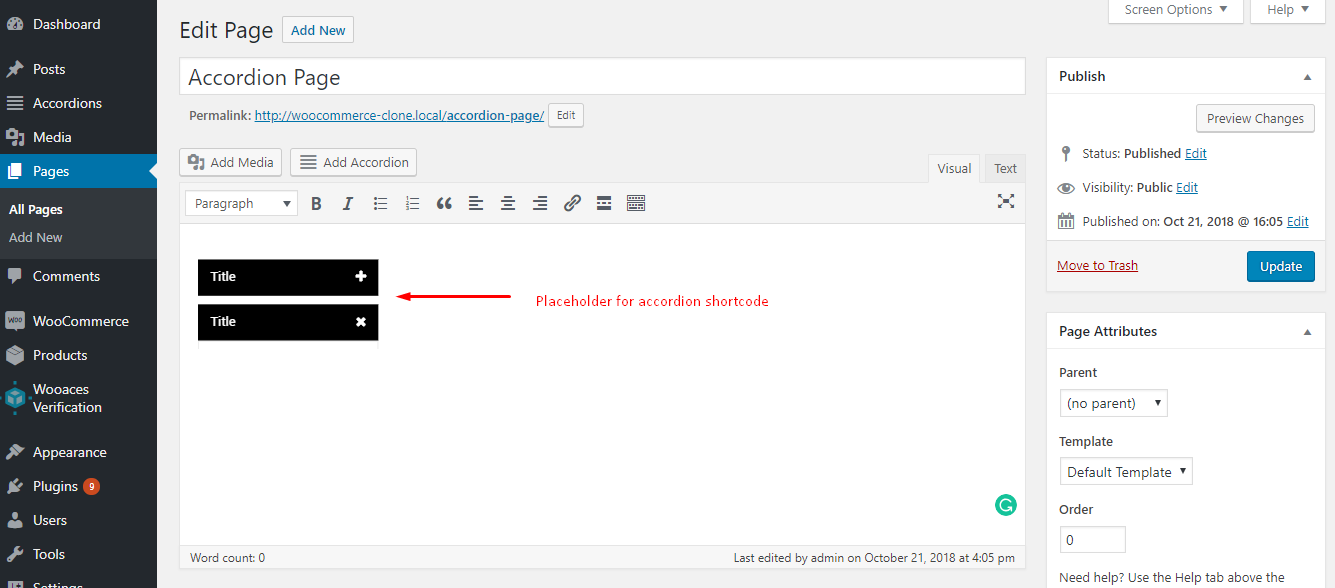 Dashboard
Posts
Accordions
Media
Pages
All Pages
Add New
Comments
WOO WooCommerce
Products
Wooaces
Verification
Appearance
Plugins 9
Users
Tools
Settings
Screen Options ▼
Help ▼
Edit Page Add New
Accordion Page
Permalink: http://woocommerce-clone.local/accordion-page/ Edit
Add Media Add Accordion
Visual Text
Paragraph ▼ B I
Title
Title
Placeholder for accordion shortcode
Word count: 0
Last edited by admin on October 21, 2018 at 4:05 pm
Publish
Preview Changes
Status: Published Edit
Visibility: Public Edit
Published on: Oct 21, 2018 @ 16:05 Edit
Move to Trash Update
Page Attributes
Parent
(no parent)
Template
Default Template
Order
0
Need help? Use the Help tab above the